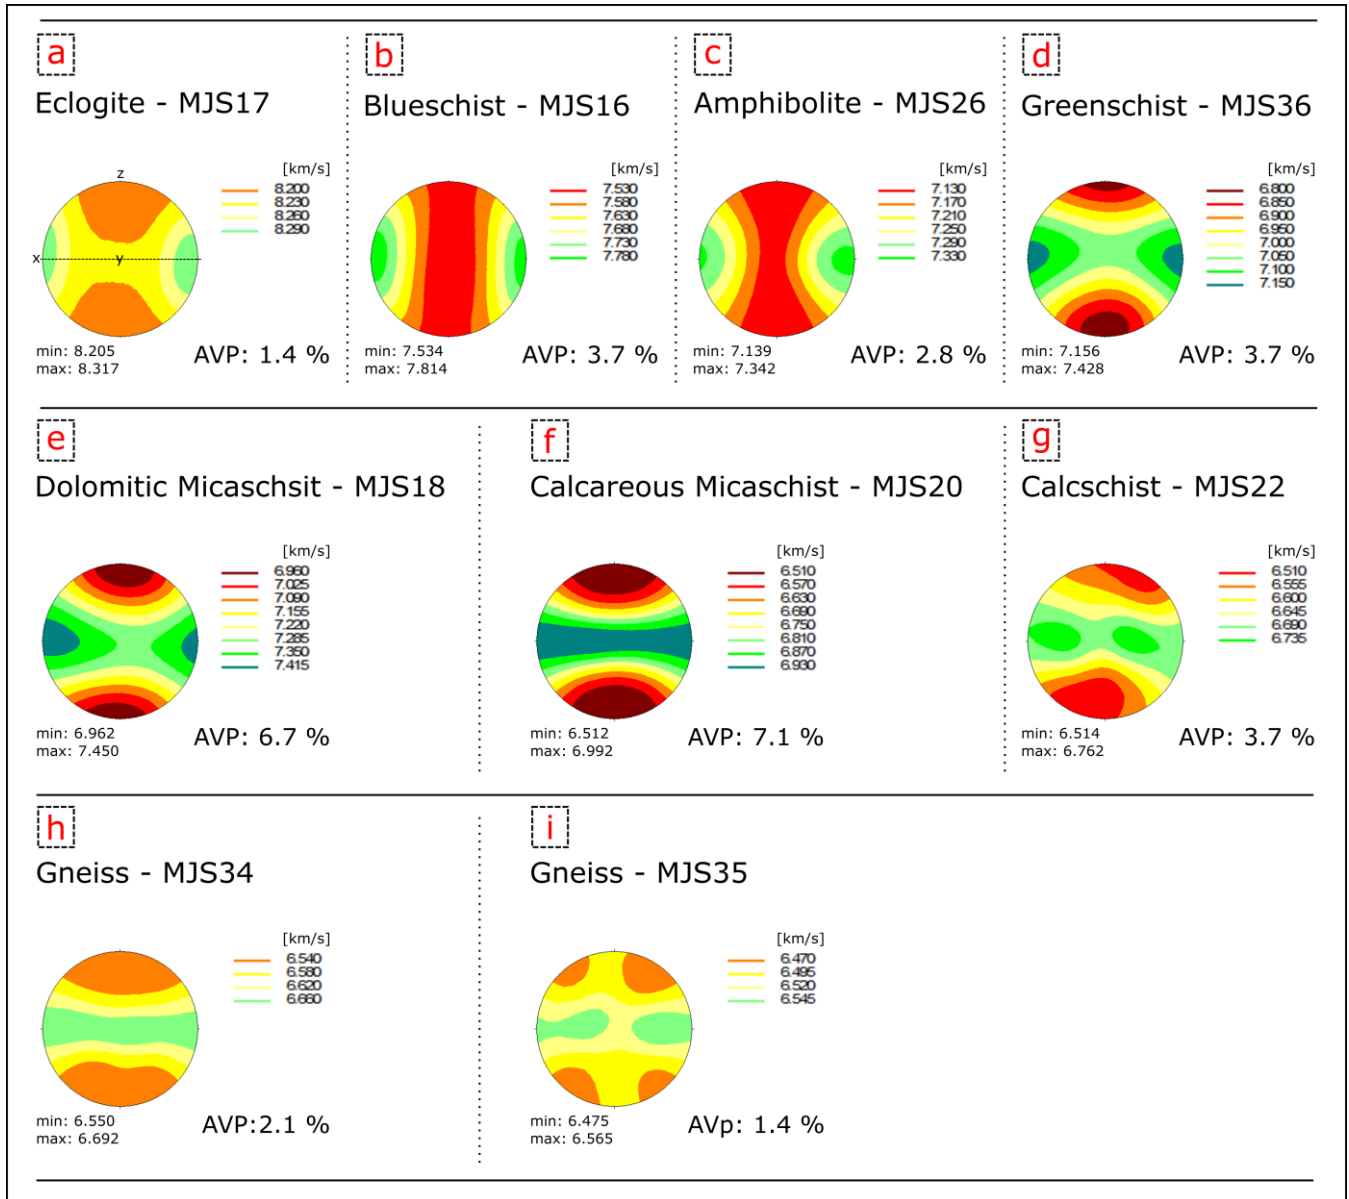 a
Eclogite - MJS17
[km/s]
z
x
y
8.200
8.230
8.260
8.290
min: 8.205
max: 8.317
AVP: 1.4 %
b
Blueschist - MJS16
[km/s]
7.530
7.580
7.630
7.680
7.730
7.780
min: 7.534
max: 7.814
AVP: 3.7 %
c
Amphibolite - MJS26
[km/s]
7.130
7.170
7.210
7.250
7.290
7.330
min: 7.139
max: 7.342
AVP: 2.8 %
d
Greenschist - MJS36
[km/s]
6.800
6.850
6.900
6.950
7.000
7.050
7.100
7.150
min: 7.156
max: 7.428
AVP: 3.7 %
e
Dolomitic Micaschsit - MJS18
[km/s]
6.960
7.025
7.090
7.155
7.220
7.285
7.350
7.415
min: 6.962
max: 7.450
AVP: 6.7 %
f
Calcareous Micaschist - MJS20
[km/s]
6.510
6.570
6.630
6.690
6.750
6.810
6.870
6.930
min: 6.512
max: 6.992
AVP: 7.1 %
g
Calcschist - MJS22
[km/s]
6.510
6.555
6.600
6.645
6.690
6.735
min: 6.514
max: 6.762
AVP: 3.7 %
h
Gneiss - MJS34
[km/s]
6.540
6.580
6.620
6.660
min: 6.550
max: 6.692
AVP:2.1 %
i
Gneiss - MJS35
[km/s]
6.470
6.495
6.520
6.545
min: 6.475
max: 6.565
AVp: 1.4 %